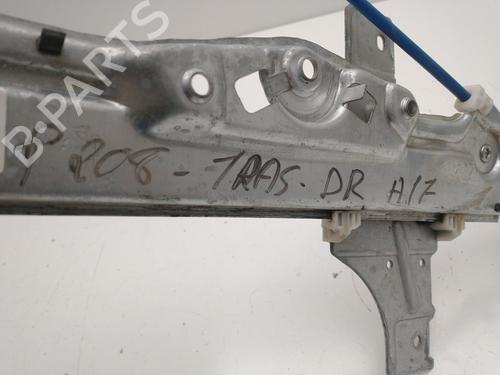 B-PARTS
P 208 - TRAS. DR A17